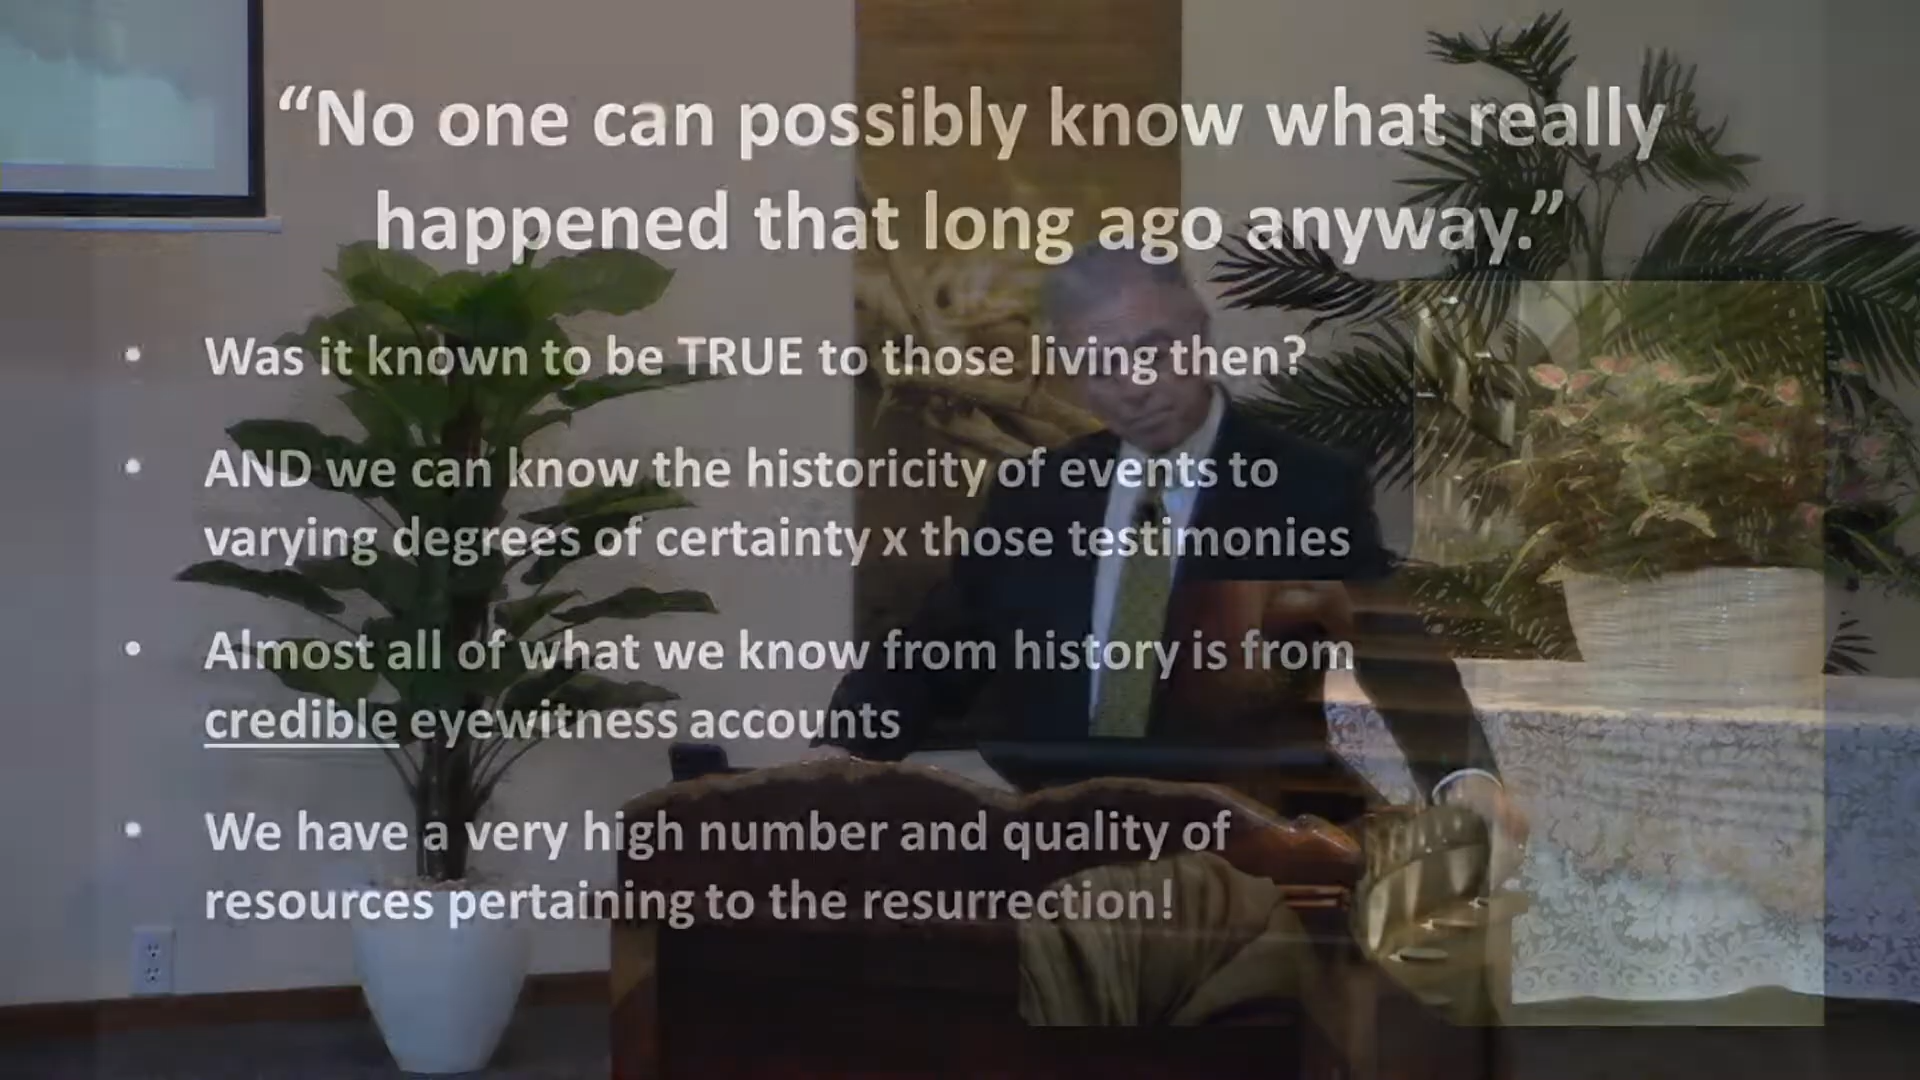 “No one can possibly know what really
happened that long ago anyway.”
• Was it known to be TRUE to those living then?
• AND we can know the historicity of events to
varying degrees of certainty x those testimonies
• Almost all of what we know from history is from
credible eyewitness accounts
• We have a very high number and quality of
resources pertaining to the resurrection!